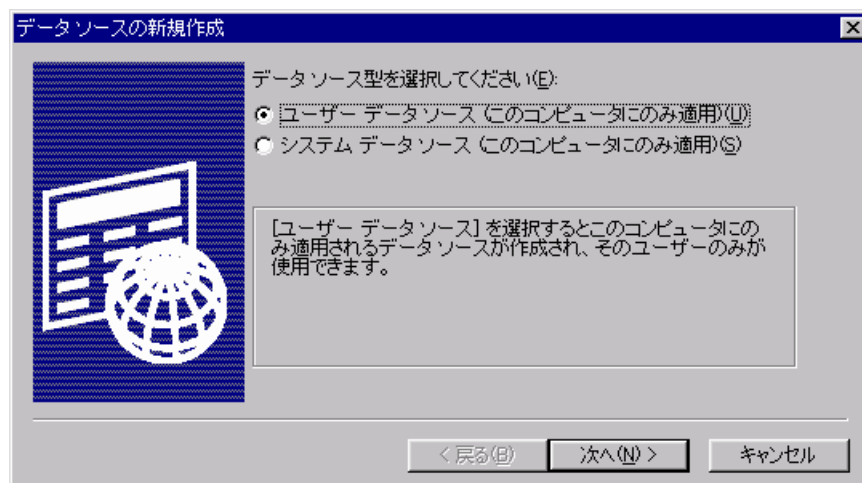 データ ソースの新規作成
データ ソース型を選択してください(E):
ユーザー データ ソース (このコンピュータにのみ適用)(U)
システム データ ソース (このコンピュータにのみ適用)(S)
[ユーザー データ ソース] を選択するとこのコンピュータにの
み適用されるデータ ソースが作成され、そのユーザーのみが
使用できます。
< 戻る(B)
次へ(N) >
キャンセル